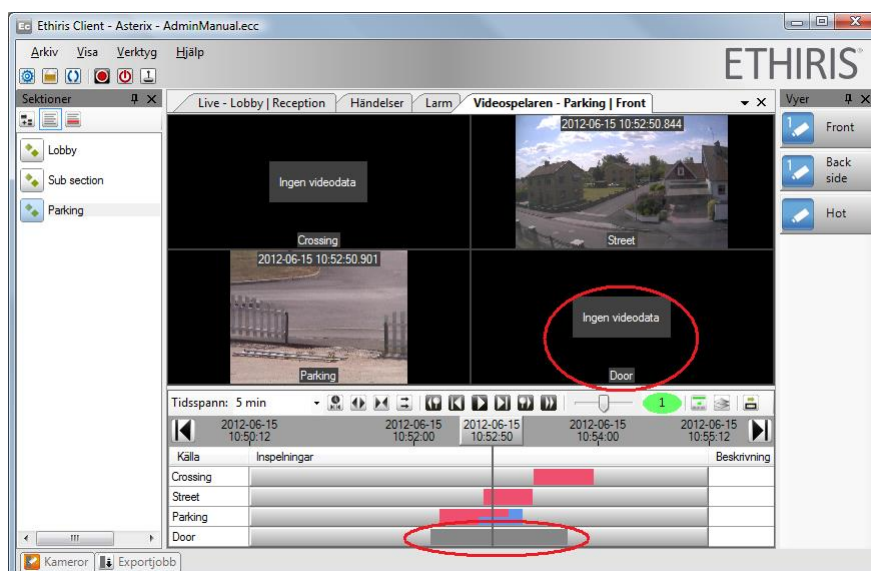 Ethiris Client - Asterix - AdminManual.ecc
Arkiv Visa Verktyg Hjälp
ETHIRIS
Sektioner
Live - Lobby | Reception
Händelser
Larm
Videospelaren - Parking | Front
Vyer
Lobby
Sub section
Parking
Ingen videodata
Crossing
2012-06-15 10:52:50.844
Street
2012-06-15 10:52:50.901
Parking
Ingen videodata
Door
Front
Back
side
Hot
Tidsspann: 5 min
1
2012-06-15
10:50:12
2012-06-15
10:52:00
2012-06-15
10:52:50
2012-06-15
10:54:00
2012-06-15
10:55:12
Källa Inspelningar Beskrivning
Crossing
Street
Parking
Door
Kameror
Exportjobb